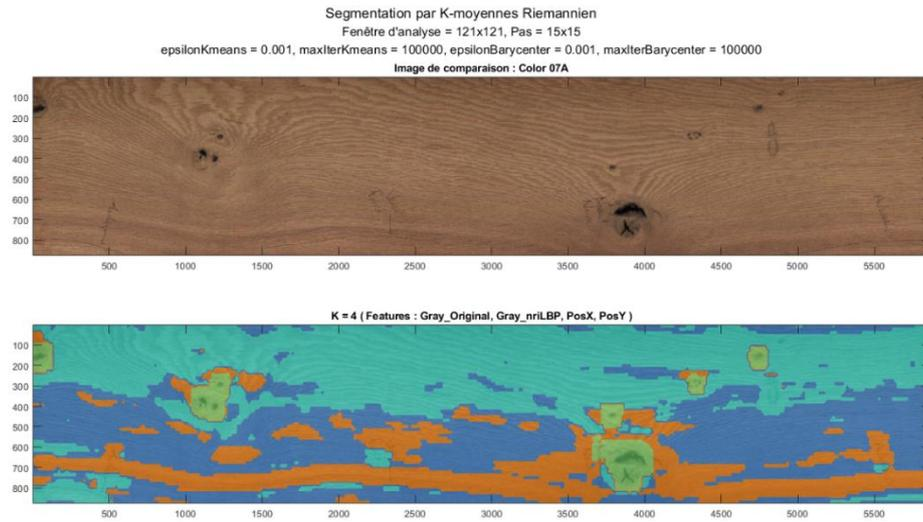 Segmentation par K-moyennes Riemannien
Fenêtre d'analyse = 121x121, Pas = 15x15
epsilonKmeans = 0.001, maxIterKmeans = 100000, epsilonBarycenter = 0.001, maxIterBarycenter = 100000
Image de comparaison : Color 07A
100
200
300
400
500
600
700
800
500 1000 1500 2000 2500 3000 3500 4000 4500 5000 5500
K = 4 ( Features : Gray_Original, Gray_nriLBP, PosX, PosY )
100
200
300
400
500
600
700
800
500 1000 1500 2000 2500 3000 3500 4000 4500 5000 5500